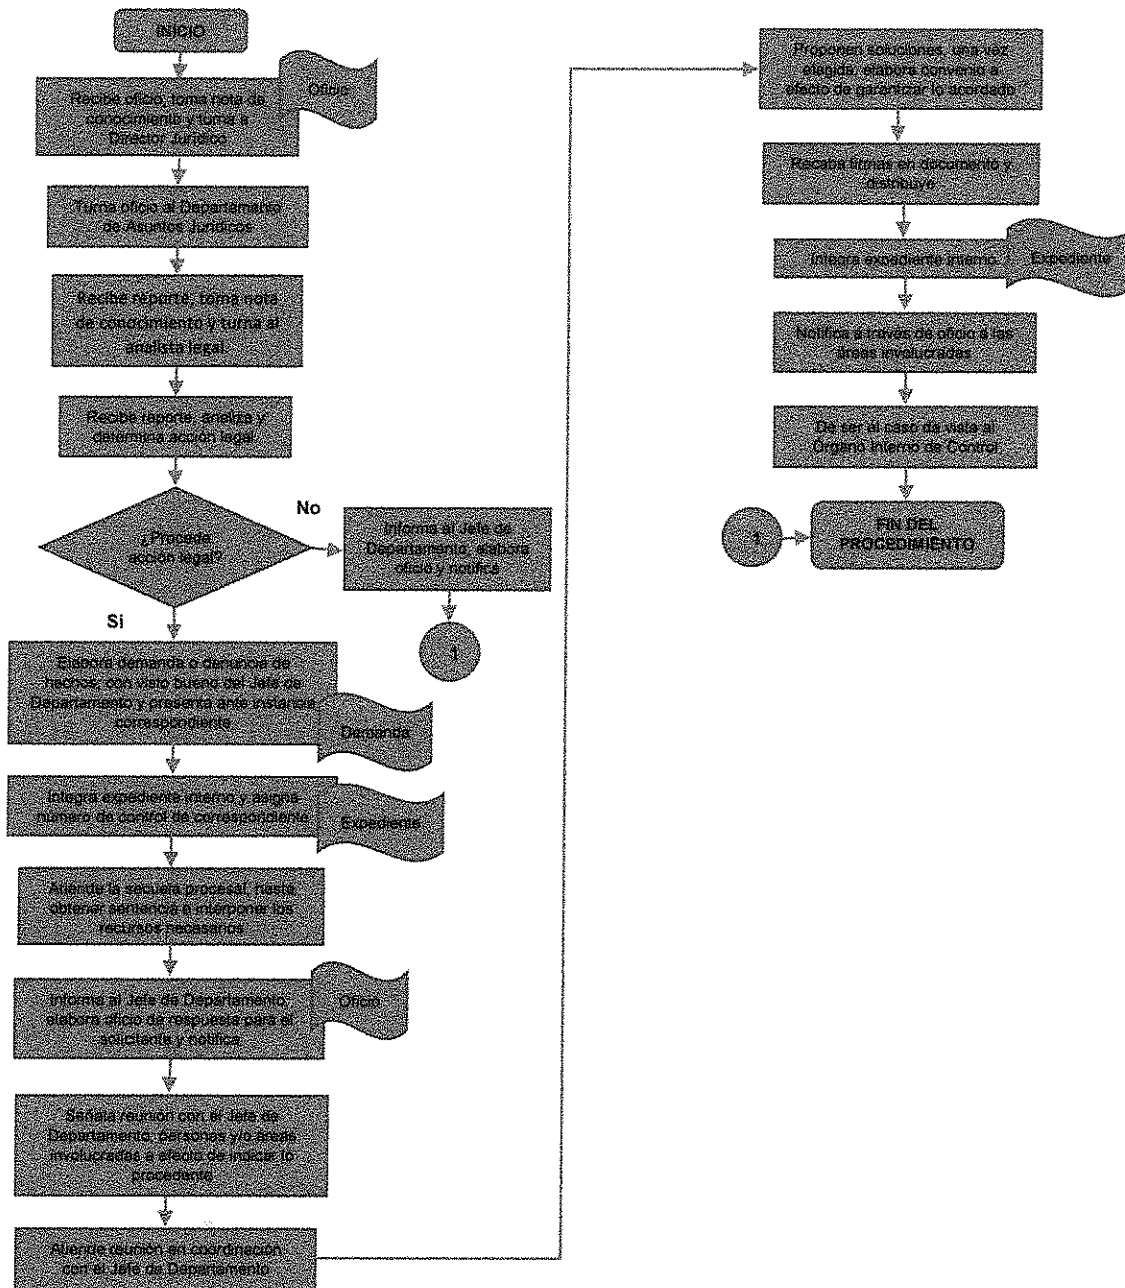 INICIO
Recibe oficio, toma nota de
conocimiento y turna a
Director Jurídico
Oficio
Turna oficio al Departamento
de Asuntos Jurídicos
Recibe reporte, toma nota
de conocimiento y turna al
analista legal.
Recibe reporte, analiza y
determina acción legal.
¿Procede
acción legal?
No
Informa al Jefe de
Departamento, elabora
oficio y notifica
1
Si
Elabora demanda o denuncia de
hechos, con visto bueno del Jefe de
Departamento y presenta ante instancia
correspondiente
Demanda
Integra expediente interno y asigna
numero de control de correspondiente
Expediente
Atiende la secuela procesal, hasta
obtener sentencia e interponer los
recursos necesarios
Informa al Jefe de Departamento,
elabora oficio de respuesta para el
solicitante y notifica
Oficio
Señala reunión con el Jefe de
Departamento, personas y/o áreas
involucradas a efecto de indicar lo
procedente
Atiende reunión en coordinación
con el Jefe de Departamento
Proponen soluciones, una vez
elegida, elabora convenio a
efecto de garantizar lo acordado
Recaba firmas en documento y
distribuye
Integra expediente interno.
Expediente
Notifica a través de oficio a las
áreas involucradas
De ser el caso da vista al
Órgano Interno de Control
1
FIN DEL
PROCEDIMIENTO